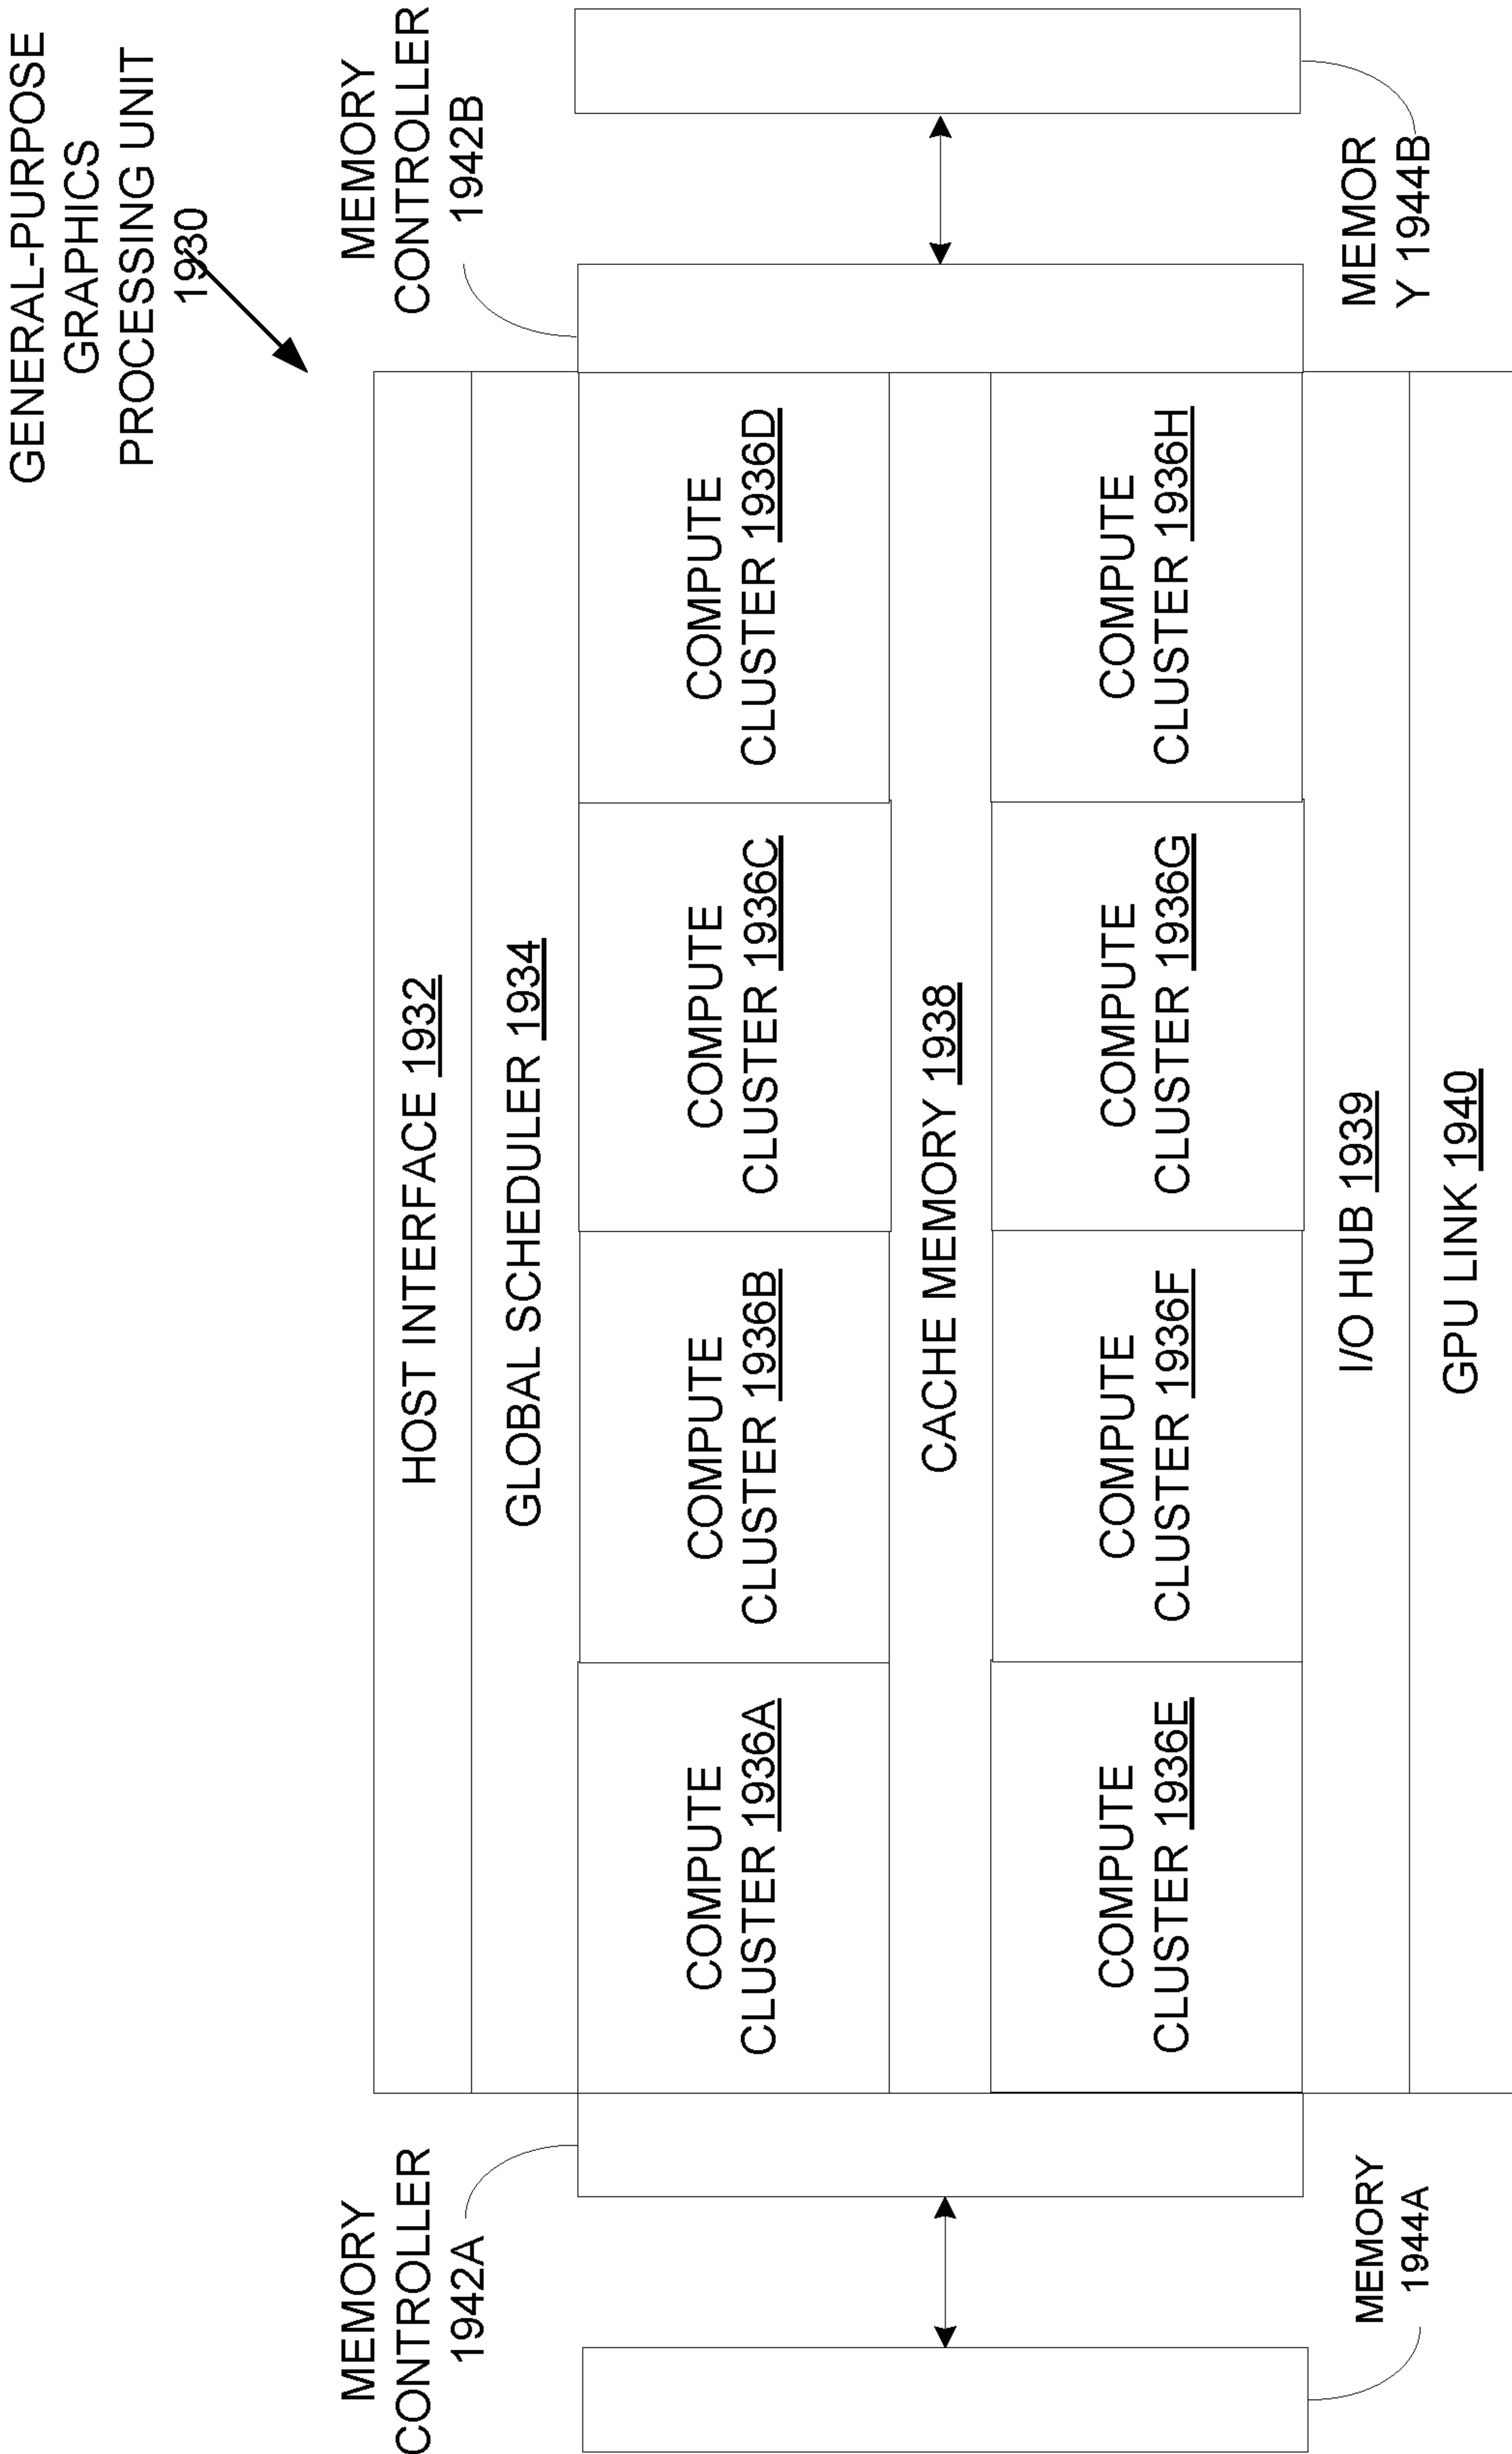 GENERAL-PURPOSE
GRAPHICS
PROCESSING UNIT
1930
MEMORY
CONTROLLER
1942A
MEMORY
CONTROLLER
1942B
HOST INTERFACE 1932
GLOBAL SCHEDULER 1934
COMPUTE
CLUSTER 1936A
COMPUTE
CLUSTER 1936B
COMPUTE
CLUSTER 1936C
COMPUTE
CLUSTER 1936D
CACHE MEMORY 1938
COMPUTE
CLUSTER 1936E
COMPUTE
CLUSTER 1936F
COMPUTE
CLUSTER 1936G
COMPUTE
CLUSTER 1936H
I/O HUB 1939
GPU LINK 1940
MEMORY
1944A
MEMOR
Y 1944B